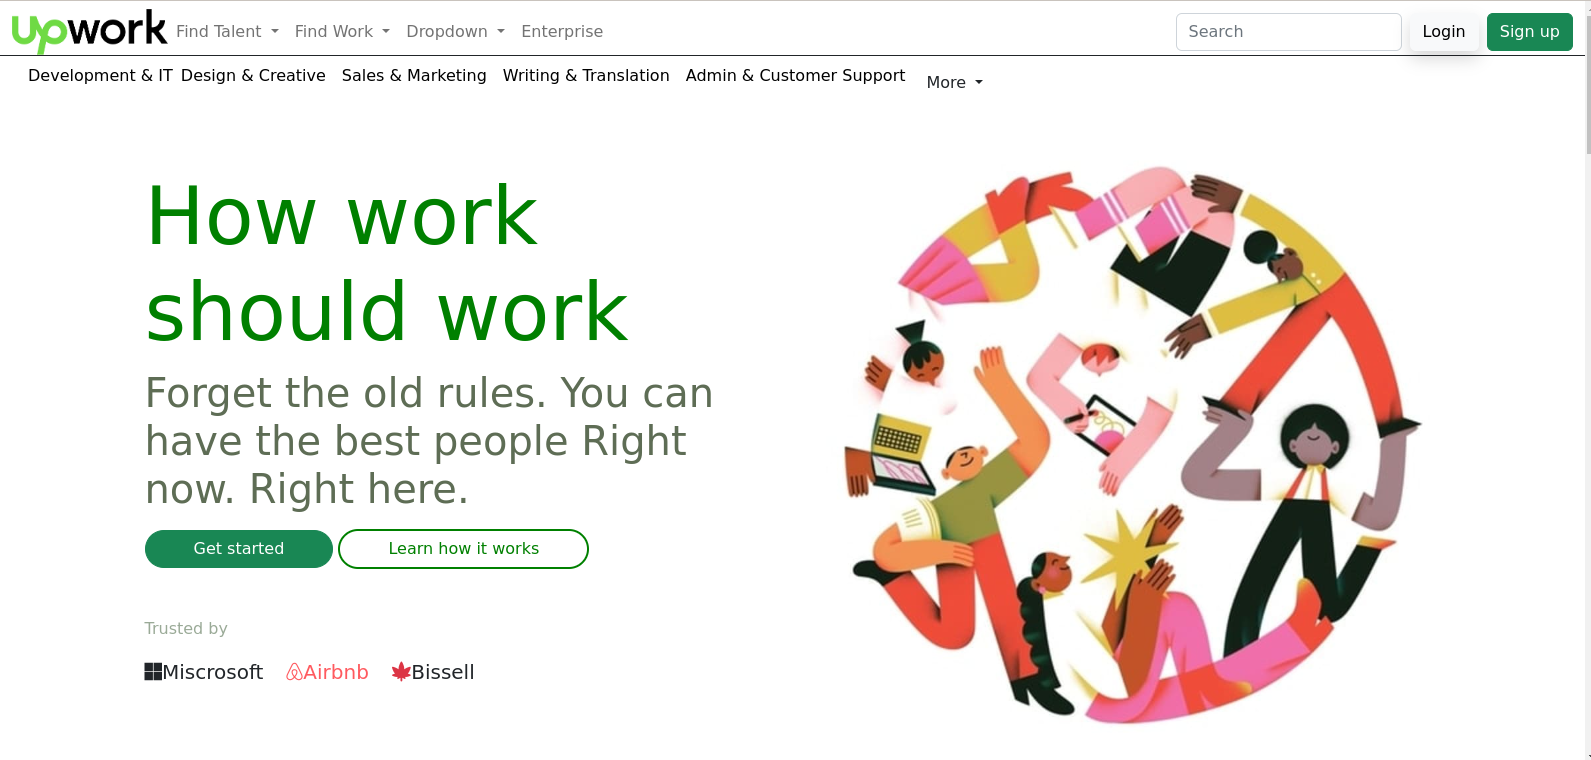 upwork Find Talent Find Work Dropdown Enterprise Search Login Sign up
Development & IT Design & Creative Sales & Marketing Writing & Translation Admin & Customer Support More
How work
should work
Forget the old rules. You can
have the best people Right
now. Right here.
Get started Learn how it works
Trusted by
Miscrosoft Airbnb Bissell